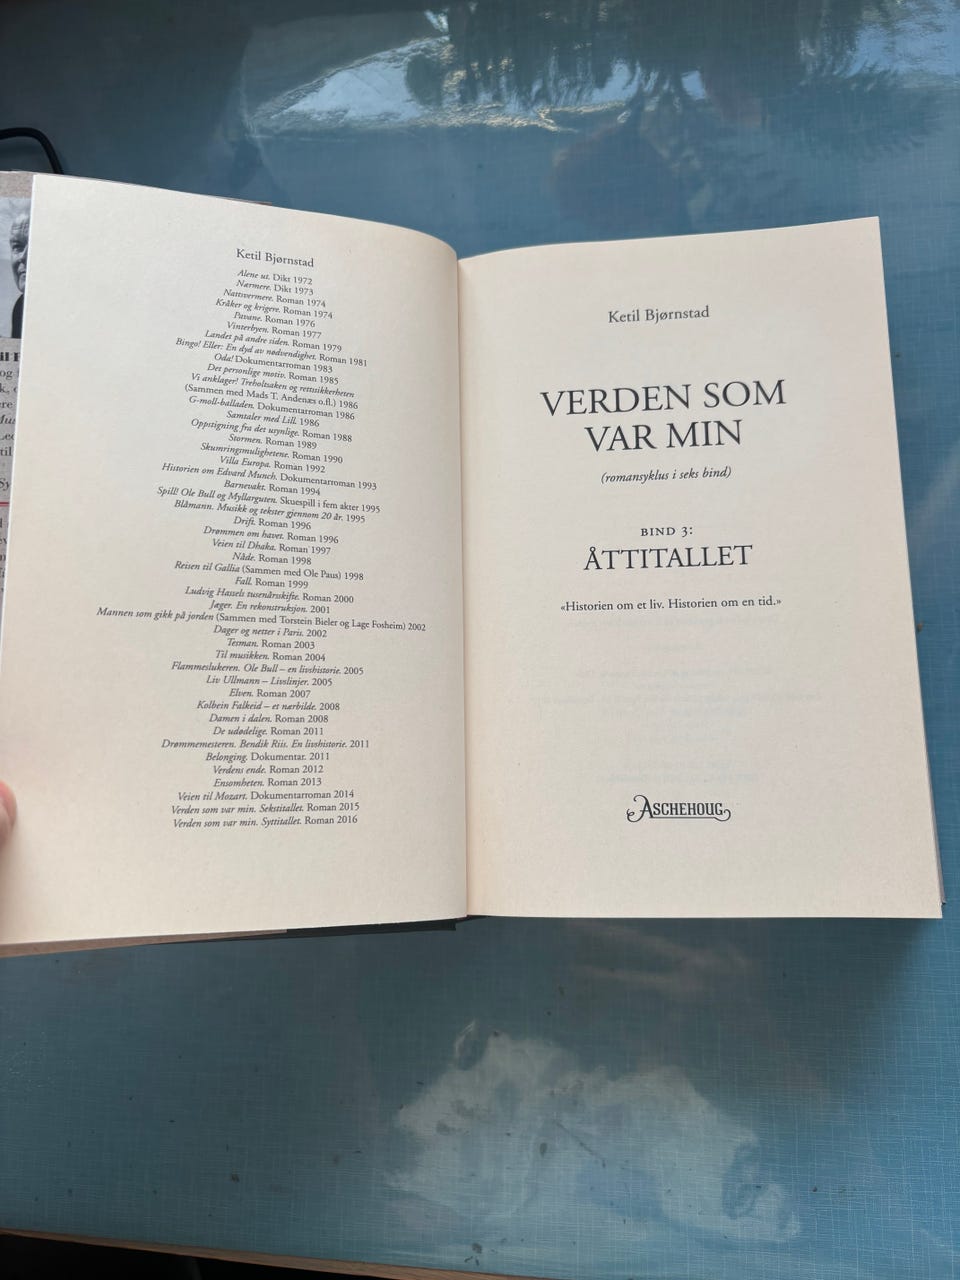 Ketil Bjørnstad
Alene ut. Dikt 1972
Nærmere. Dikt 1973
Nattsvermere. Roman 1974
Kråker og krigere. Roman 1974
Pavane. Roman 1976
Vinterbyen. Roman 1977
Landet på andre siden. Roman 1979
Bingo! Eller: En dyd av nødvendighet. Roman 1981
Oda! Dokumentarroman 1983
Det personlige motiv. Roman 1985
Vi anklager! Treholtsaken og rettssikkerheten
(Sammen med Mads T. Andenæs o.fl.) 1986
G-moll-balladen. Dokumentarroman 1986
Samtaler med Lill. 1986
Oppstigning fra det usynlige. Roman 1988
Stormen. Roman 1989
Skumringsmulighetene. Roman 1990
Villa Europa. Roman 1992
Historien om Edvard Munch. Dokumentarroman 1993
Barnevakt. Roman 1994
Spill! Ole Bull og Myllarguten. Skuespill i fem akter 1995
Blåmann. Musikk og tekster gjennom 20 år. 1995
Drift. Roman 1996
Drømmen om havet. Roman 1996
Veien til Dhaka. Roman 1997
Nåde. Roman 1998
Reisen til Gallia (Sammen med Ole Paus) 1998
Fall. Roman 1999
Ludvig Hassels tusenårsskifte. Roman 2000
Jæger. En rekonstruksjon. 2001
Mannen som gikk på jorden (Sammen med Torstein Bieler og Lage Fosheim) 2002
Dager og netter i Paris. 2002
Tesman. Roman 2003
Til musikken. Roman 2004
Flammeslukeren. Ole Bull – en livshistorie. 2005
Liv Ullmann – Livslinjer. 2005
Elven. Roman 2007
Kolbein Falkeid – et nærbilde. 2008
Damen i dalen. Roman 2008
De udødelige. Roman 2011
Drømmemesteren. Bendik Riis. En livshistorie. 2011
Belonging. Dokumentar. 2011
Verdens ende. Roman 2012
Ensomheten. Roman 2013
Veien til Mozart. Dokumentarroman 2014
Verden som var min. Sekstitallet. Roman 2015
Verden som var min. Syttitallet. Roman 2016
Ketil Bjørnstad
VERDEN SOM
VAR MIN
(romansyklus i seks bind)
BIND 3:
ÅTTITALLET
«Historien om et liv. Historien om en tid.»
ASCHEHOUG